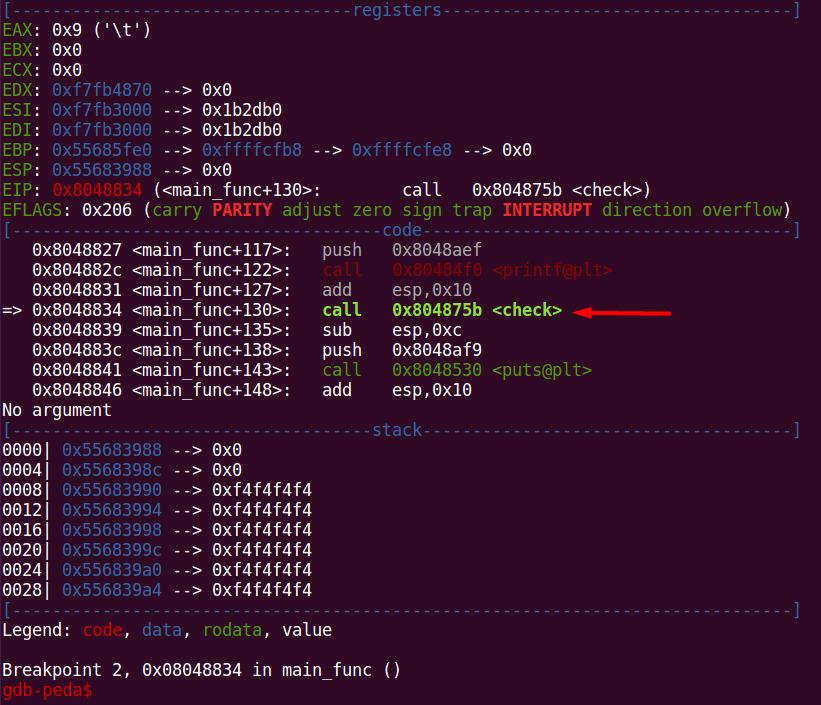 [----------------------------------registers-----------------------------------]
EAX: 0x9 ('\t')
EBX: 0x0
ECX: 0x0
EDX: 0xf7fb4870 --> 0x0
ESI: 0xf7fb3000 --> 0x1b2db0
EDI: 0xf7fb3000 --> 0x1b2db0
EBP: 0x55685fe0 --> 0xffffcfb8 --> 0xffffcfe8 --> 0x0
ESP: 0x55683988 --> 0x0
EIP: 0x8048834 (<main_func+130>:        call   0x804875b <check>)
EFLAGS: 0x206 (carry PARITY adjust zero sign trap INTERRUPT direction overflow)
[-------------------------------------code-------------------------------------]
   0x8048827 <main_func+117>:   push   0x8048aef
   0x804882c <main_func+122>:   call   0x80484f0 <printf@plt>
   0x8048831 <main_func+127>:   add    esp,0x10
=> 0x8048834 <main_func+130>:   call   0x804875b <check>
   0x8048839 <main_func+135>:   sub    esp,0xc
   0x804883c <main_func+138>:   push   0x8048af9
   0x8048841 <main_func+143>:   call   0x8048530 <puts@plt>
   0x8048846 <main_func+148>:   add    esp,0x10
No argument
[------------------------------------stack-------------------------------------]
0000| 0x55683988 --> 0x0
0004| 0x5568398c --> 0x0
0008| 0x55683990 --> 0xf4f4f4f4
0012| 0x55683994 --> 0xf4f4f4f4
0016| 0x55683998 --> 0xf4f4f4f4
0020| 0x5568399c --> 0xf4f4f4f4
0024| 0x556839a0 --> 0xf4f4f4f4
0028| 0x556839a4 --> 0xf4f4f4f4
[------------------------------------------------------------------------------]
Legend: code, data, rodata, value
Breakpoint 2, 0x08048834 in main_func ()
gdb-peda$